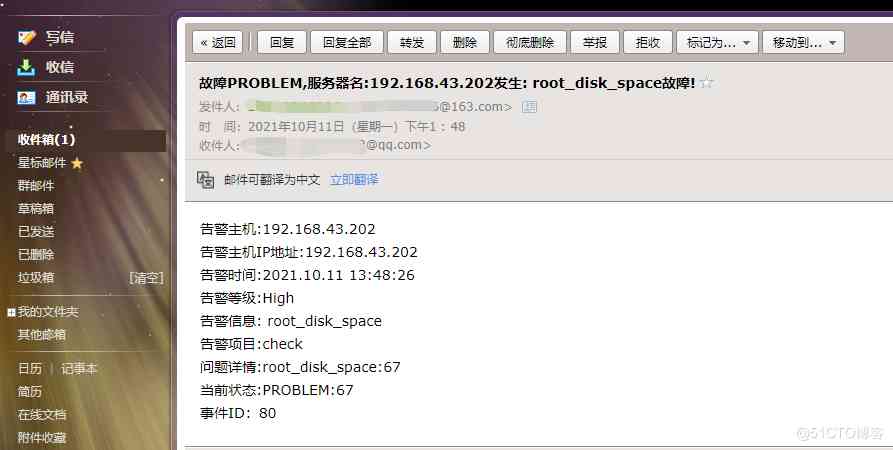 写信
收信
通讯录
收件箱(1)
星标邮件
群邮件
草稿箱
已发送
已删除
垃圾箱 [清空]
我的文件夹
其他邮箱
日历 | 记事本
简历
在线文档
附件收藏
« 返回 回复 回复全部 转发 删除 彻底删除 举报 拒收 标记为... 移动到...
故障PROBLEM,服务器名:192.168.43.202发生: root_disk_space故障!
发件人: @163.com>
时 间: 2021年10月11日（星期一）下午1：48
收件人: @qq.com>
邮件可翻译为中文 立即翻译
告警主机:192.168.43.202
告警主机IP地址:192.168.43.202
告警时间:2021.10.11 13:48:26
告警等级:High
告警信息: root_disk_space
告警项目:check
问题详情:root_disk_space:67
当前状态:PROBLEM:67
事件ID: 80
@51CTO博客